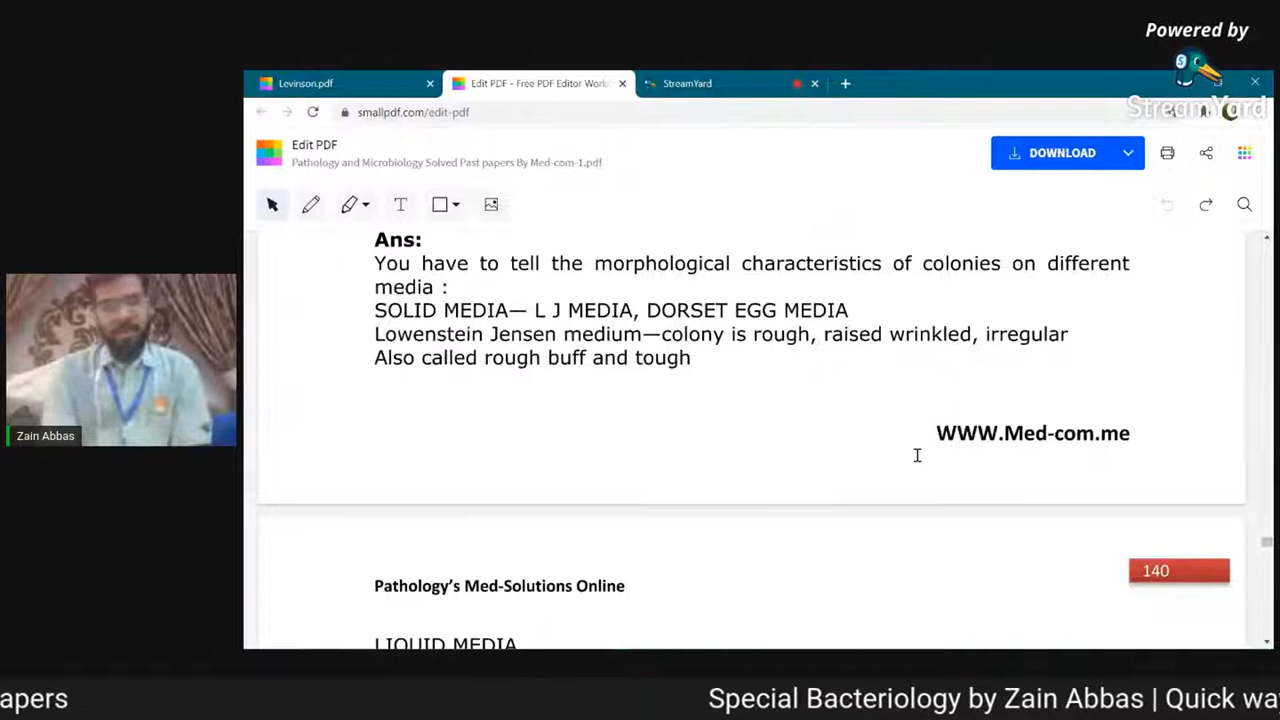 Powered by
StreamYard
Levinson.pdf
Edit PDF - Free PDF Editor Work
StreamYard
smallpdf.com/edit-pdf
Edit PDF
Pathology and Microbiology Solved Past papers By Med-com-1.pdf
DOWNLOAD
T
Ans:
You have to tell the morphological characteristics of colonies on different
media :
SOLID MEDIA— L J MEDIA, DORSET EGG MEDIA
Lowenstein Jensen medium—colony is rough, raised wrinkled, irregular
Also called rough buff and tough
WWW.Med-com.me
Zain Abbas
140
Pathology’s Med-Solutions Online
LIQUID MEDIA
apers
Special Bacteriology by Zain Abbas | Quick wa